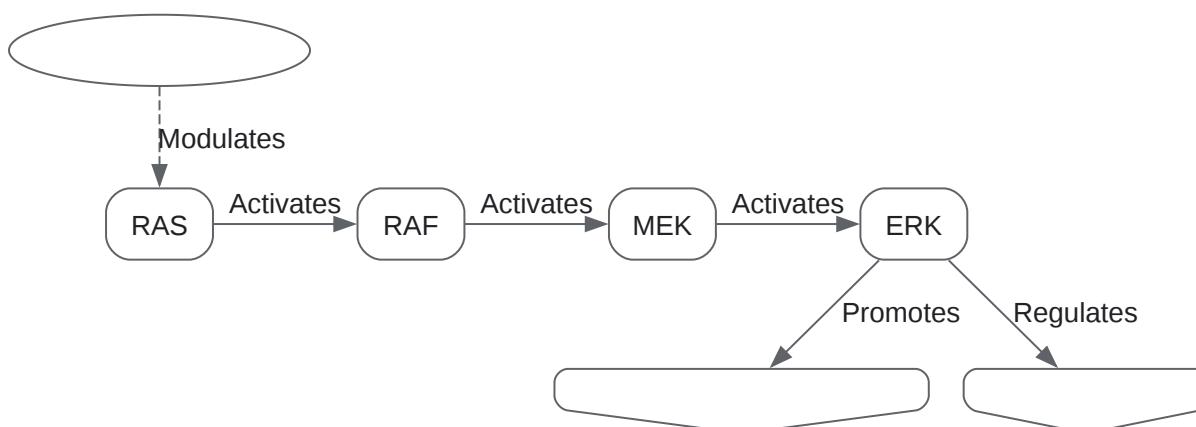 Modulates
Activates
Activates
Activates
RAS
RAF
MEK
ERK
Promotes
Regulates